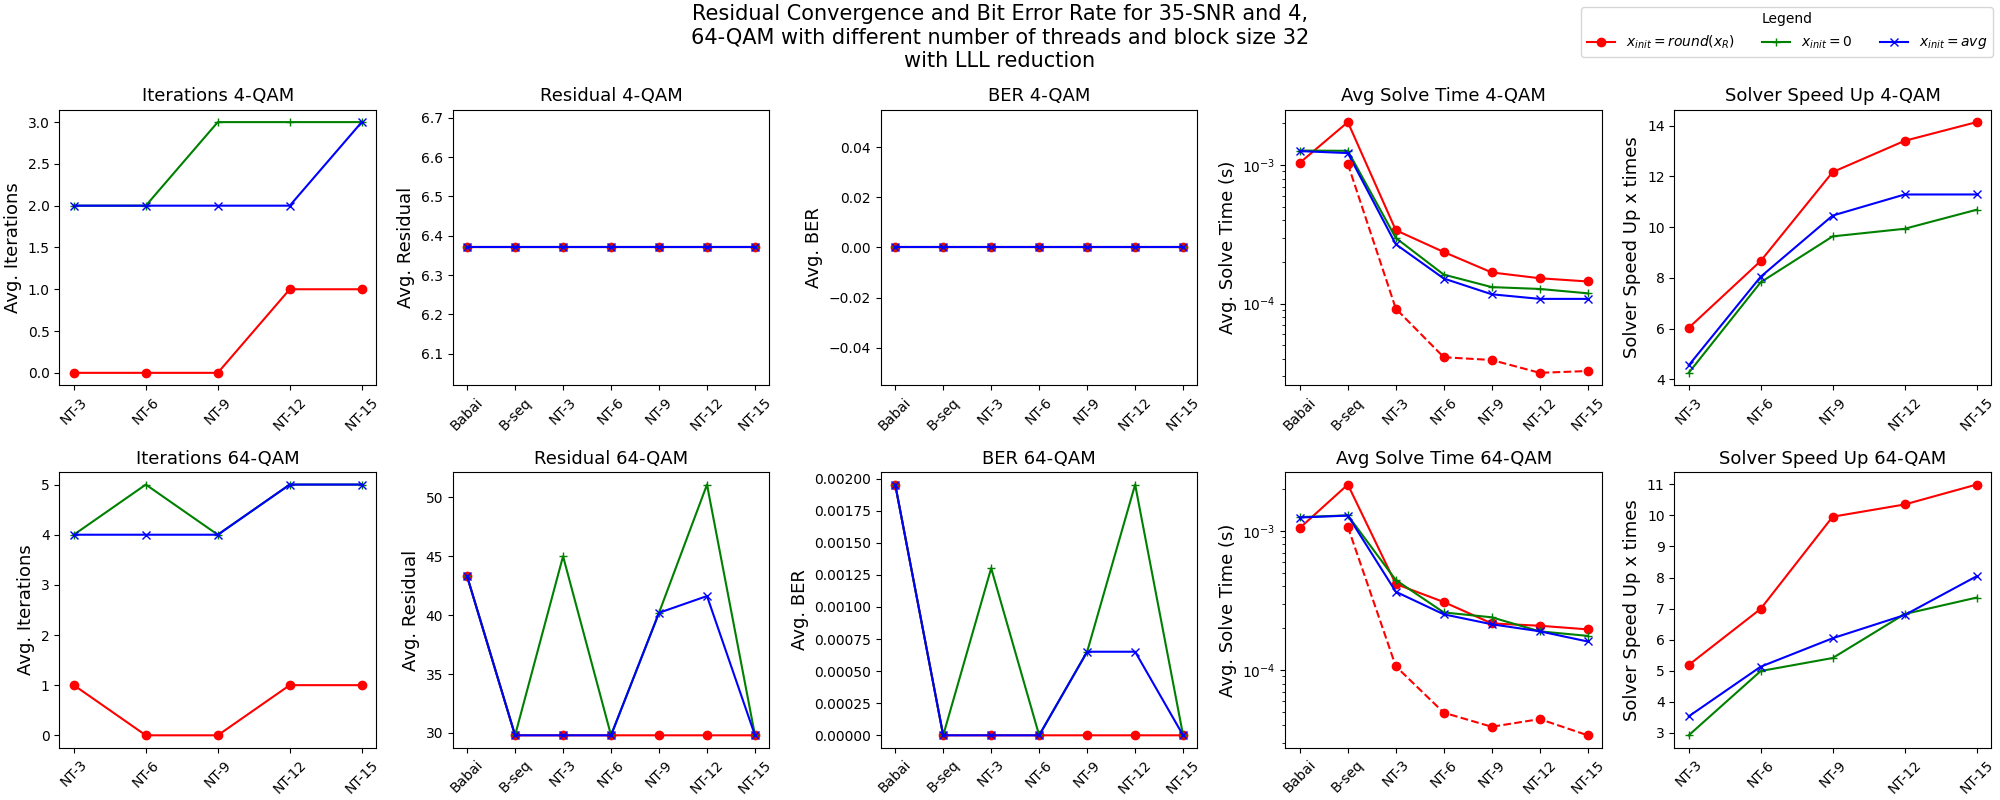 Residual Convergence and Bit Error Rate for 35-SNR and 4,
64-QAM with different number of threads and block size 32
with LLL reduction
Legend
x_init = round(x_R)
x_init = 0
x_init = avg
Iterations 4-QAM
Avg. Iterations
3.0
2.5
2.0
1.5
1.0
0.5
0.0
NT-3
NT-6
NT-9
NT-12
NT-15
Residual 4-QAM
Avg. Residual
6.7
6.6
6.5
6.4
6.3
6.2
6.1
Babai
B-seq
NT-3
NT-6
NT-9
NT-12
NT-15
BER 4-QAM
Avg. BER
0.04
0.02
0.00
−0.02
−0.04
Babai
B-seq
NT-3
NT-6
NT-9
NT-12
NT-15
Avg Solve Time 4-QAM
Avg. Solve Time (s)
10⁻³
10⁻⁴
Babai
B-seq
NT-3
NT-6
NT-9
NT-12
NT-15
Solver Speed Up 4-QAM
Solver Speed Up x times
14
12
10
8
6
4
NT-3
NT-6
NT-9
NT-12
NT-15
Iterations 64-QAM
Avg. Iterations
5
4
3
2
1
0
NT-3
NT-6
NT-9
NT-12
NT-15
Residual 64-QAM
Avg. Residual
50
45
40
35
30
Babai
B-seq
NT-3
NT-6
NT-9
NT-12
NT-15
BER 64-QAM
Avg. BER
0.00200
0.00175
0.00150
0.00125
0.00100
0.00075
0.00050
0.00025
0.00000
Babai
B-seq
NT-3
NT-6
NT-9
NT-12
NT-15
Avg Solve Time 64-QAM
Avg. Solve Time (s)
10⁻³
10⁻⁴
Babai
B-seq
NT-3
NT-6
NT-9
NT-12
NT-15
Solver Speed Up 64-QAM
Solver Speed Up x times
11
10
9
8
7
6
5
4
3
NT-3
NT-6
NT-9
NT-12
NT-15